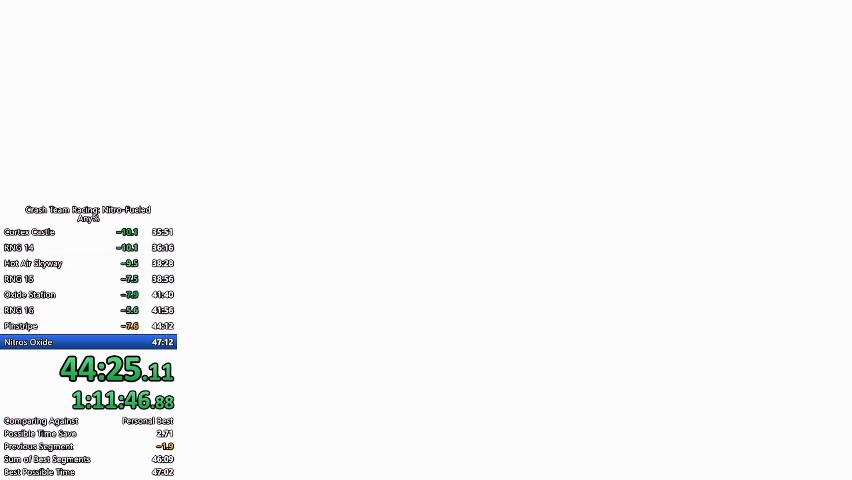 Crash Team Racing: Nitro-Fueled
Any%
Cortex Castle −10.1 35:51
RNG 14 −10.1 36:16
Hot Air Skyway −9.5 38:28
RNG 15 −7.5 38:56
Oxide Station −7.9 41:40
RNG 16 −5.6 41:56
Pinstripe −7.6 44:12
Nitros Oxide 47:12
44:25.11
1:11:46.88
Comparing Against Personal Best
Possible Time Save 2.71
Previous Segment −1.9
Sum of Best Segments 46:09
Best Possible Time 47:02